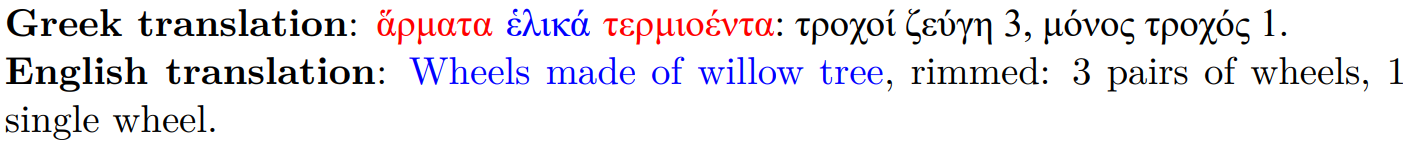 Greek translation: ἅρματα ἑλικά τερμιοέντα: τροχοί ζεύγη 3, μόνος τροχός 1.
English translation: Wheels made of willow tree, rimmed: 3 pairs of wheels, 1
single wheel.